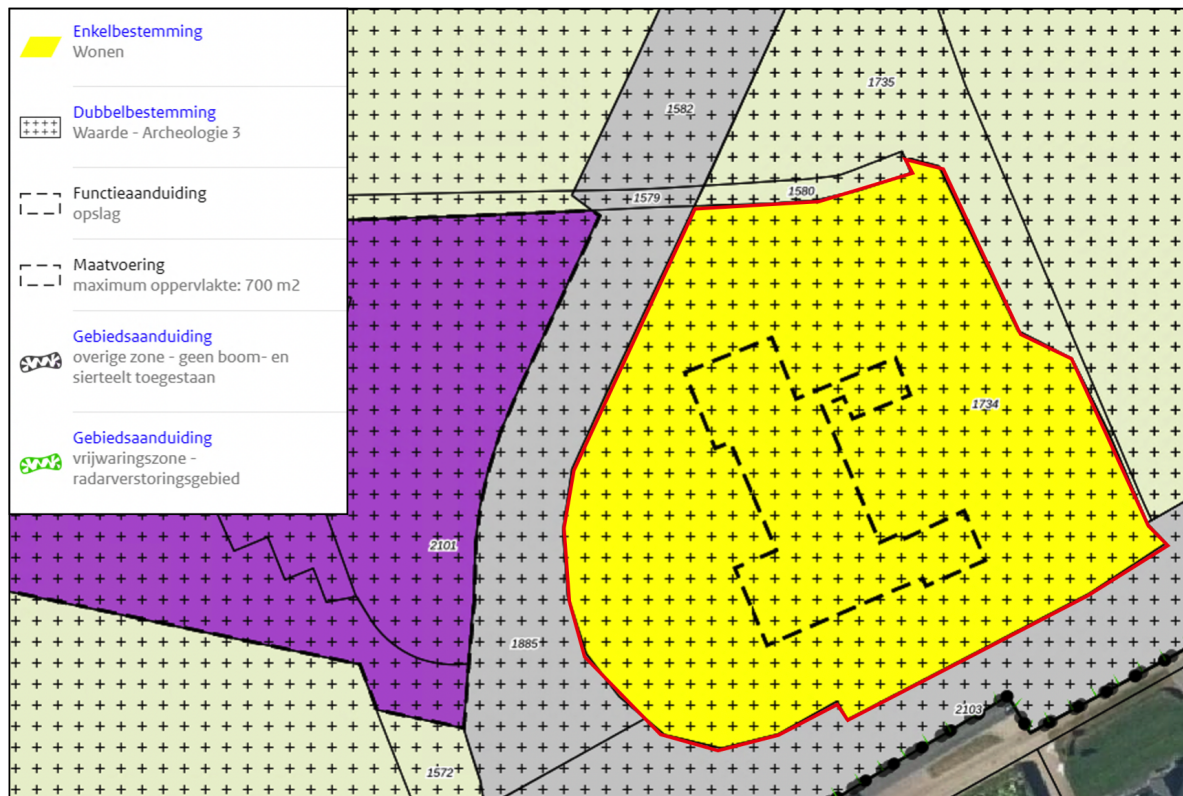 Enkelbestemming
Wonen
Dubbelbestemming
Waarde - Archeologie 3
Functieaanduiding
opslag
Maatvoering
maximum oppervlakte: 700 m2
Gebiedsaanduiding
overige zone - geen boom- en
sierteelt toegestaan
Gebiedsaanduiding
vrijwaringszone -
radarverstoringsgebied
1735
1582
1579
1580
1734
2101
1885
2103
1572